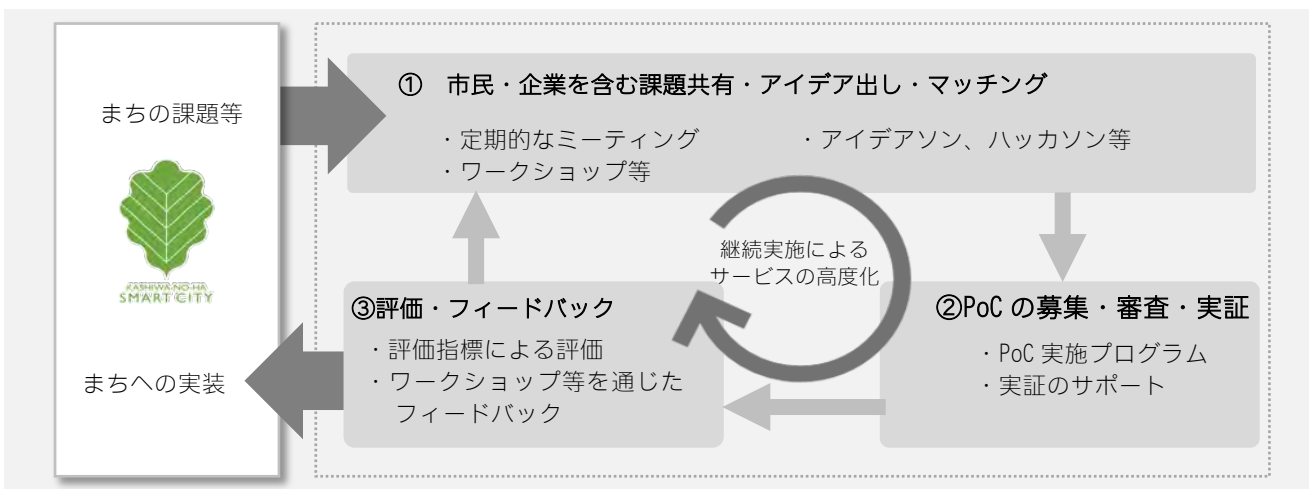 まちの課題等
KASHIWA-NO-HA
SMART CITY
まちへの実装
① 市民・企業を含む課題共有・アイデア出し・マッチング
・定期的なミーティング
・ワークショップ等
・アイデアソン、ハッカソン等
継続実施による
サービスの高度化
②PoC の募集・審査・実証
・PoC 実施プログラム
・実証のサポート
③評価・フィードバック
・評価指標による評価
・ワークショップ等を通じた
フィードバック